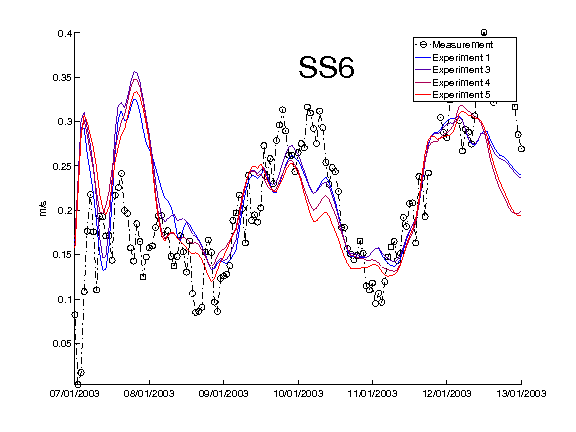 0.4
0.35
0.3
0.25
0.2
0.15
0.1
0.05
m/s
SS6
Measurement
Experiment 1
Experiment 3
Experiment 4
Experiment 5
07/01/2003
08/01/2003
09/01/2003
10/01/2003
11/01/2003
12/01/2003
13/01/2003